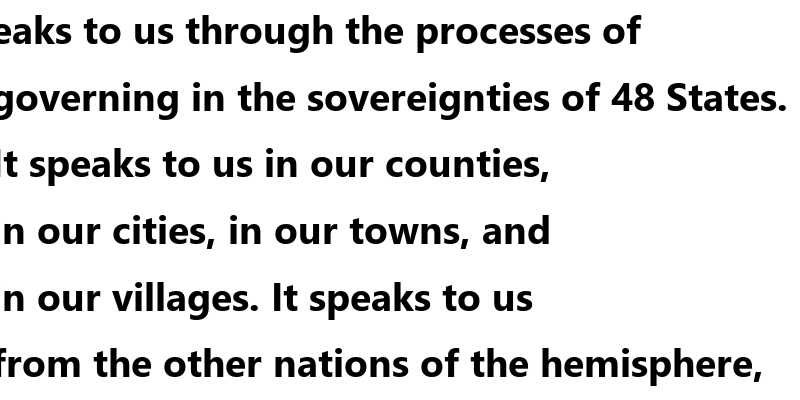 eaks to us through the processes of
governing in the sovereignties of 48 States.
It speaks to us in our counties,
in our cities, in our towns, and
in our villages. It speaks to us
from the other nations of the hemisphere,